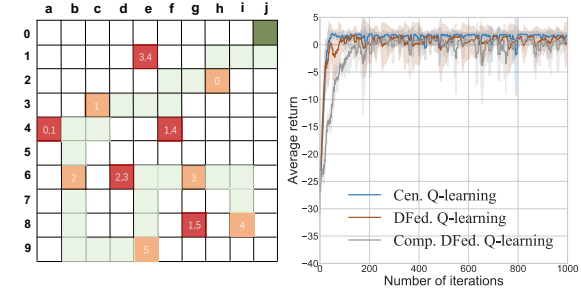 a b c d e f g h i j
0
1 3,4
2 0
3 1
4 0,1 1,4
5
6 2 2,3 3
7
8 1,5 4
9 5
Average return
5
0
−5
−10
−15
−20
−25
−30
−35
−40
Cen. Q-learning
DFed. Q-learning
Comp. DFed. Q-learning
0 200 400 600 800 1000
Number of iterations